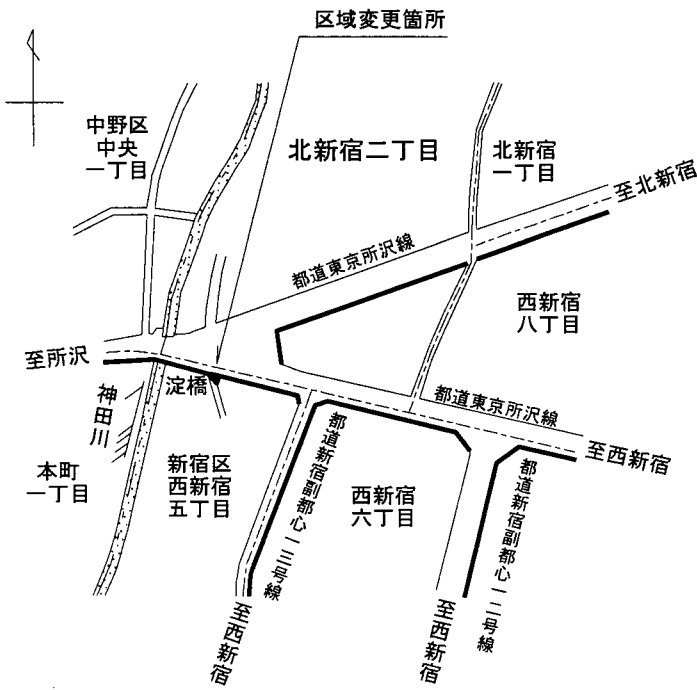 区域変更箇所
中野区
中央
一丁目
北新宿二丁目
北新宿
一丁目
至北新宿
都道東京所沢線
西新宿
八丁目
至所沢
淀橋
都道東京所沢線
神田川
至西新宿
本町
一丁目
新宿区
西新宿
五丁目
都道新宿副都心一三号線
西新宿
六丁目
都道新宿副都心一二号線
至西新宿
至西新宿